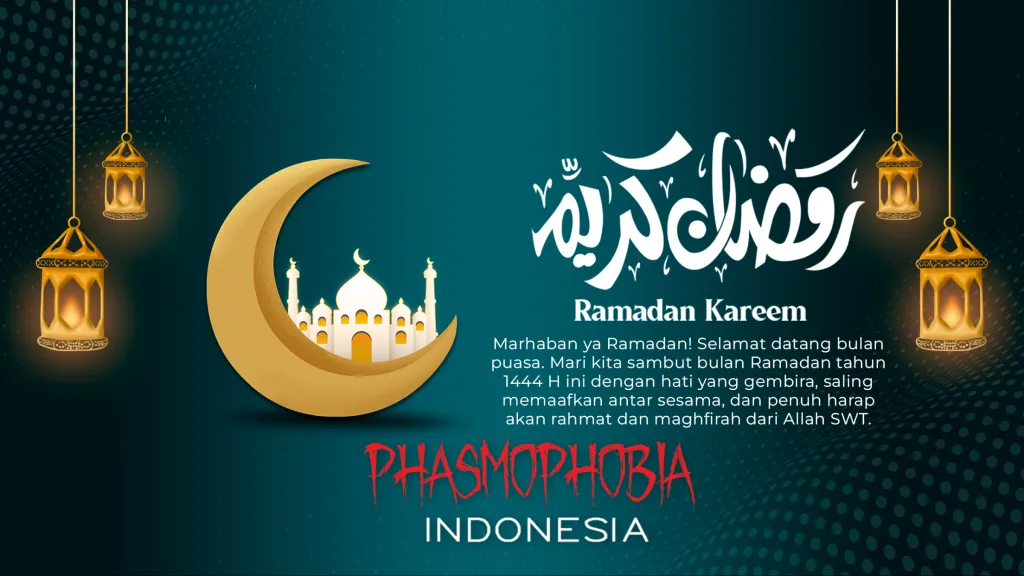 رمضان كريم
Ramadan Kareem
Marhaban ya Ramadan! Selamat datang bulan
puasa. Mari kita sambut bulan Ramadan tahun
1444 H ini dengan hati yang gembira, saling
memaafkan antar sesama, dan penuh harap
akan rahmat dan maghfirah dari Allah SWT.
PHASMOPHOBIA
INDONESIA